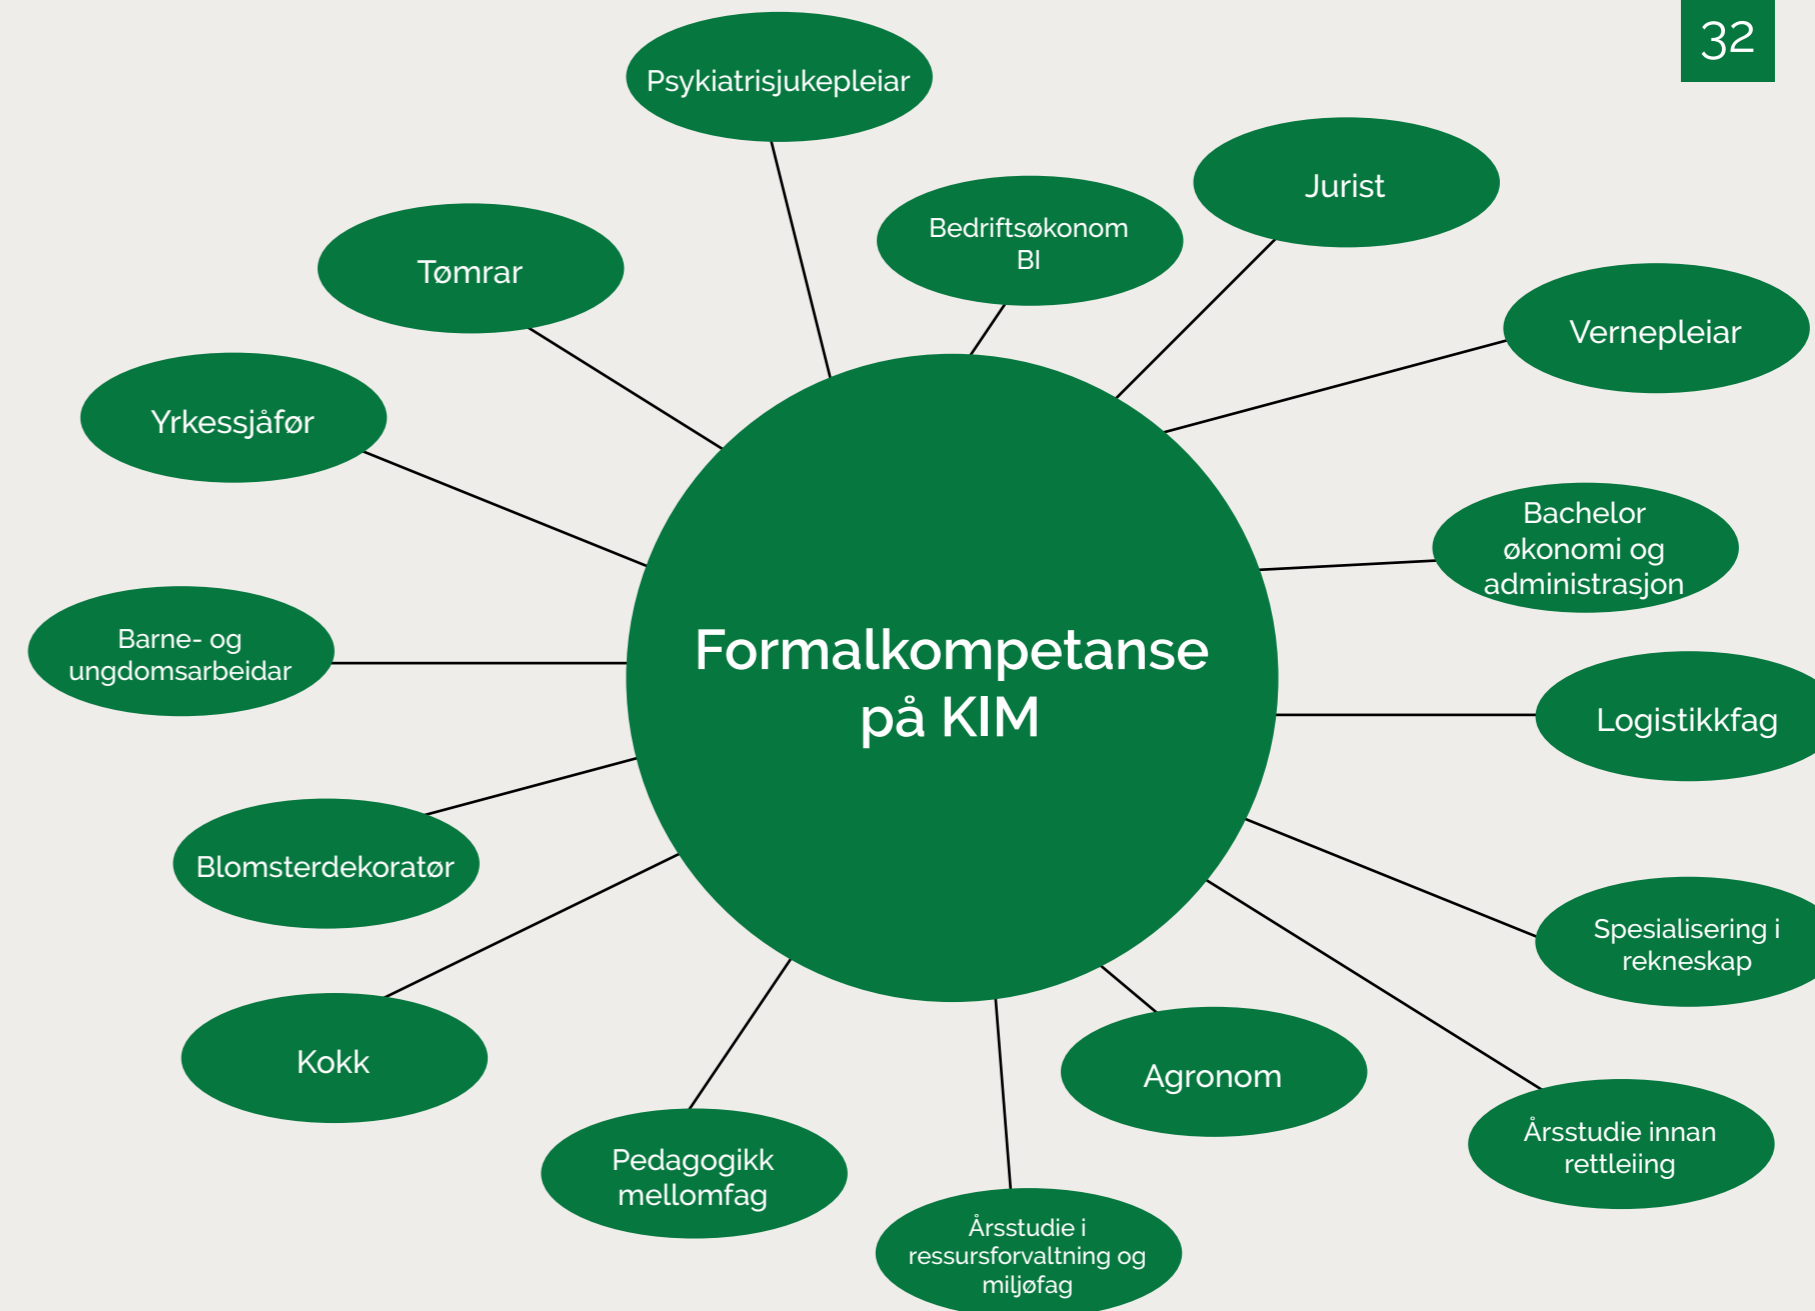 32
Psykiatrisjukepleiar
Jurist
Bedriftsøkonom
BI
Tømrar
Vernepleiar
Yrkessjåfør
Bachelor
økonomi og
administrasjon
Barne- og
ungdomsarbeidar
Formalkompetanse
på KIM
Logistikkfag
Blomsterdekoratør
Spesialisering i
rekneskap
Kokk
Agronom
Årsstudie innan
rettleiing
Pedagogikk
mellomfag
Årsstudie i
ressursforvaltning og
miljøfag